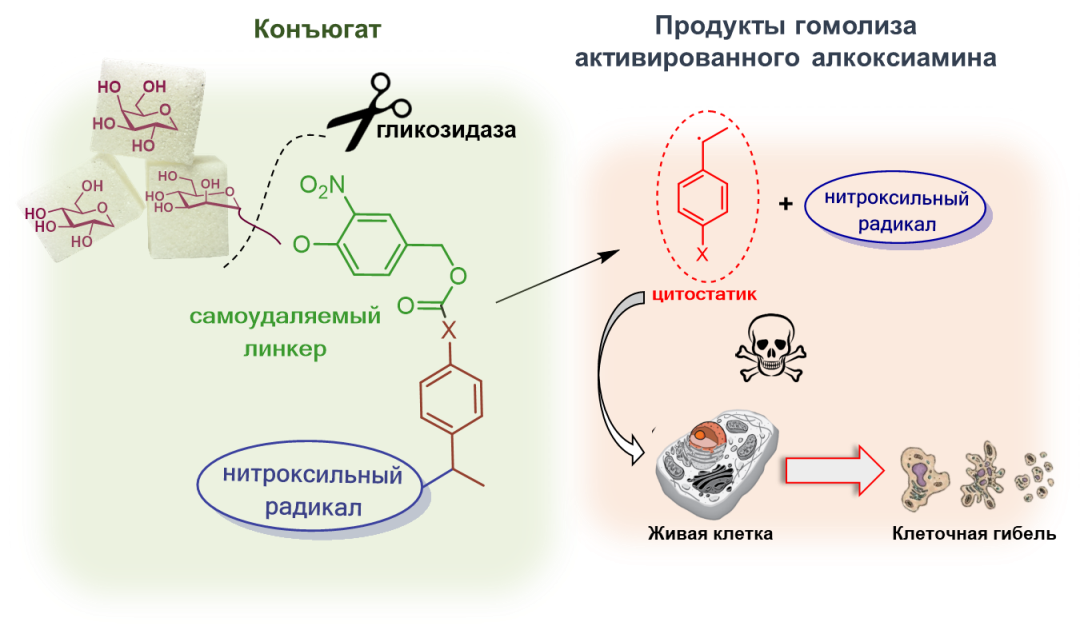 Конъюгат
Продукты гомолиза
активированного алкоксиамина
HO
OH
O
HO
HO
гликозидаза
OH
O
HO
HO
HO
HO
OH
HO
HO
O
O₂N
O
O
O
X
самоудаляемый
линкер
нитроксильный
радикал
X
цитостатик
+
нитроксильный
радикал
Живая клетка
Клеточная гибель